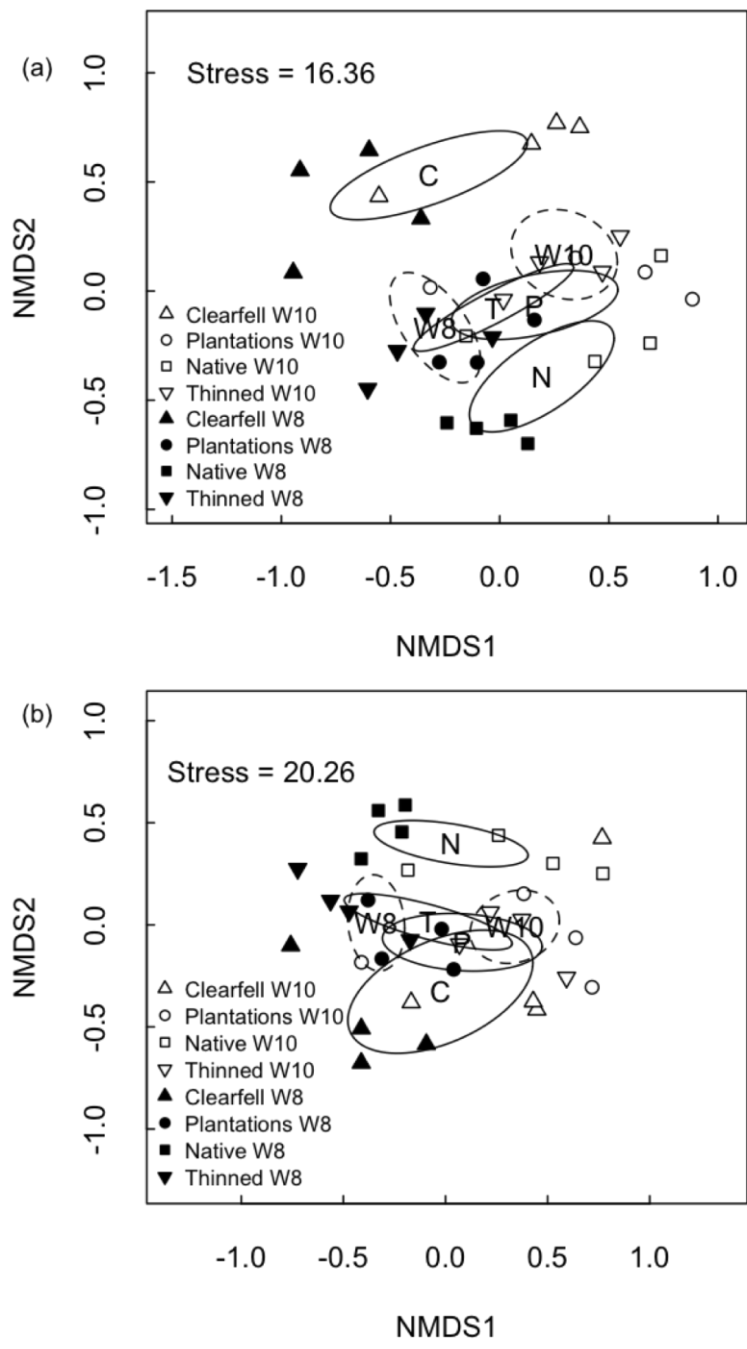 (a)
Stress = 16.36
1.0
0.5
0.0
-0.5
-1.0
NMDS2
C
W10
T P
W8
N
Clearfell W10
Plantations W10
Native W10
Thinned W10
Clearfell W8
Plantations W8
Native W8
Thinned W8
-1.5 -1.0 -0.5 0.0 0.5 1.0
NMDS1
(b)
Stress = 20.26
1.0
0.5
0.0
-0.5
-1.0
NMDS2
N
W8 T W10
P
C
Clearfell W10
Plantations W10
Native W10
Thinned W10
Clearfell W8
Plantations W8
Native W8
Thinned W8
-1.0 -0.5 0.0 0.5 1.0
NMDS1